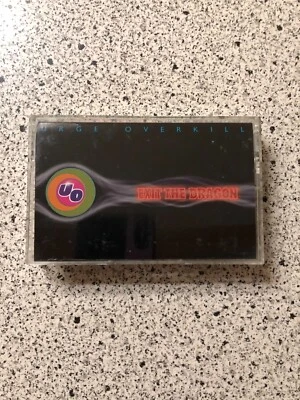 URGE OVERKILL
UO
EXIT THE DRAGON